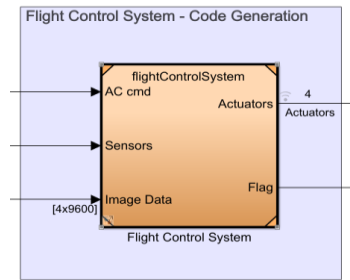 Flight Control System - Code Generation
flightControlSystem
AC cmd
Actuators
4
Actuators
Sensors
Flag
Image Data
[4x9600]
Flight Control System